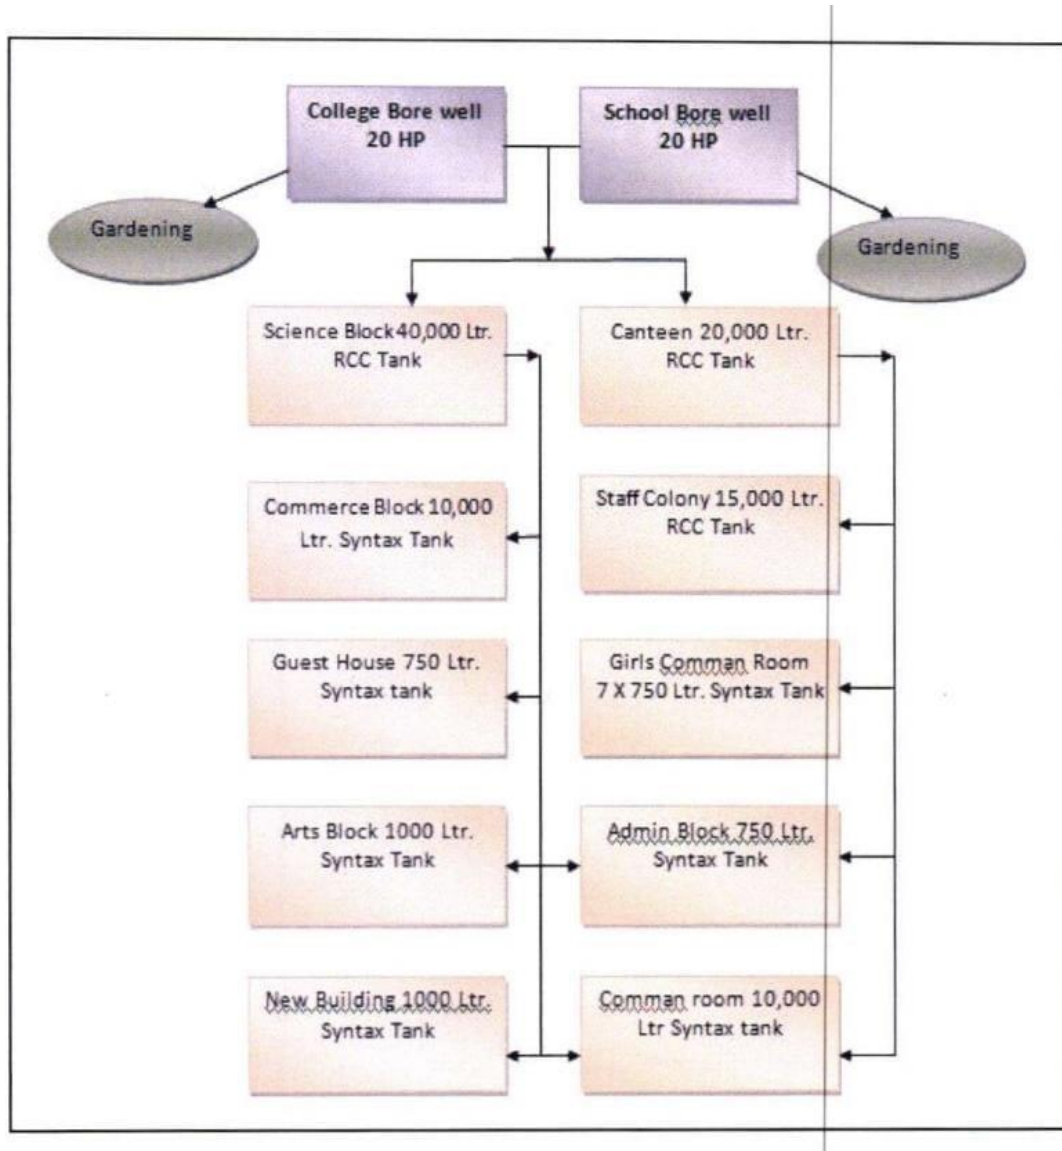 College Bore well
20 HP
School Bore well
20 HP
Gardening
Gardening
Science Block 40,000 Ltr.
RCC Tank
Canteen 20,000 Ltr.
RCC Tank
Commerce Block 10,000
Ltr. Syntax Tank
Staff Colony 15,000 Ltr.
RCC Tank
Guest House 750 Ltr.
Syntax tank
Girls Comman Room
7 X 750 Ltr. Syntax Tank
Arts Block 1000 Ltr.
Syntax Tank
Admin Block 750 Ltr.
Syntax Tank
New Building 1000 Ltr.
Syntax Tank
Comman room 10,000
Ltr Syntax tank